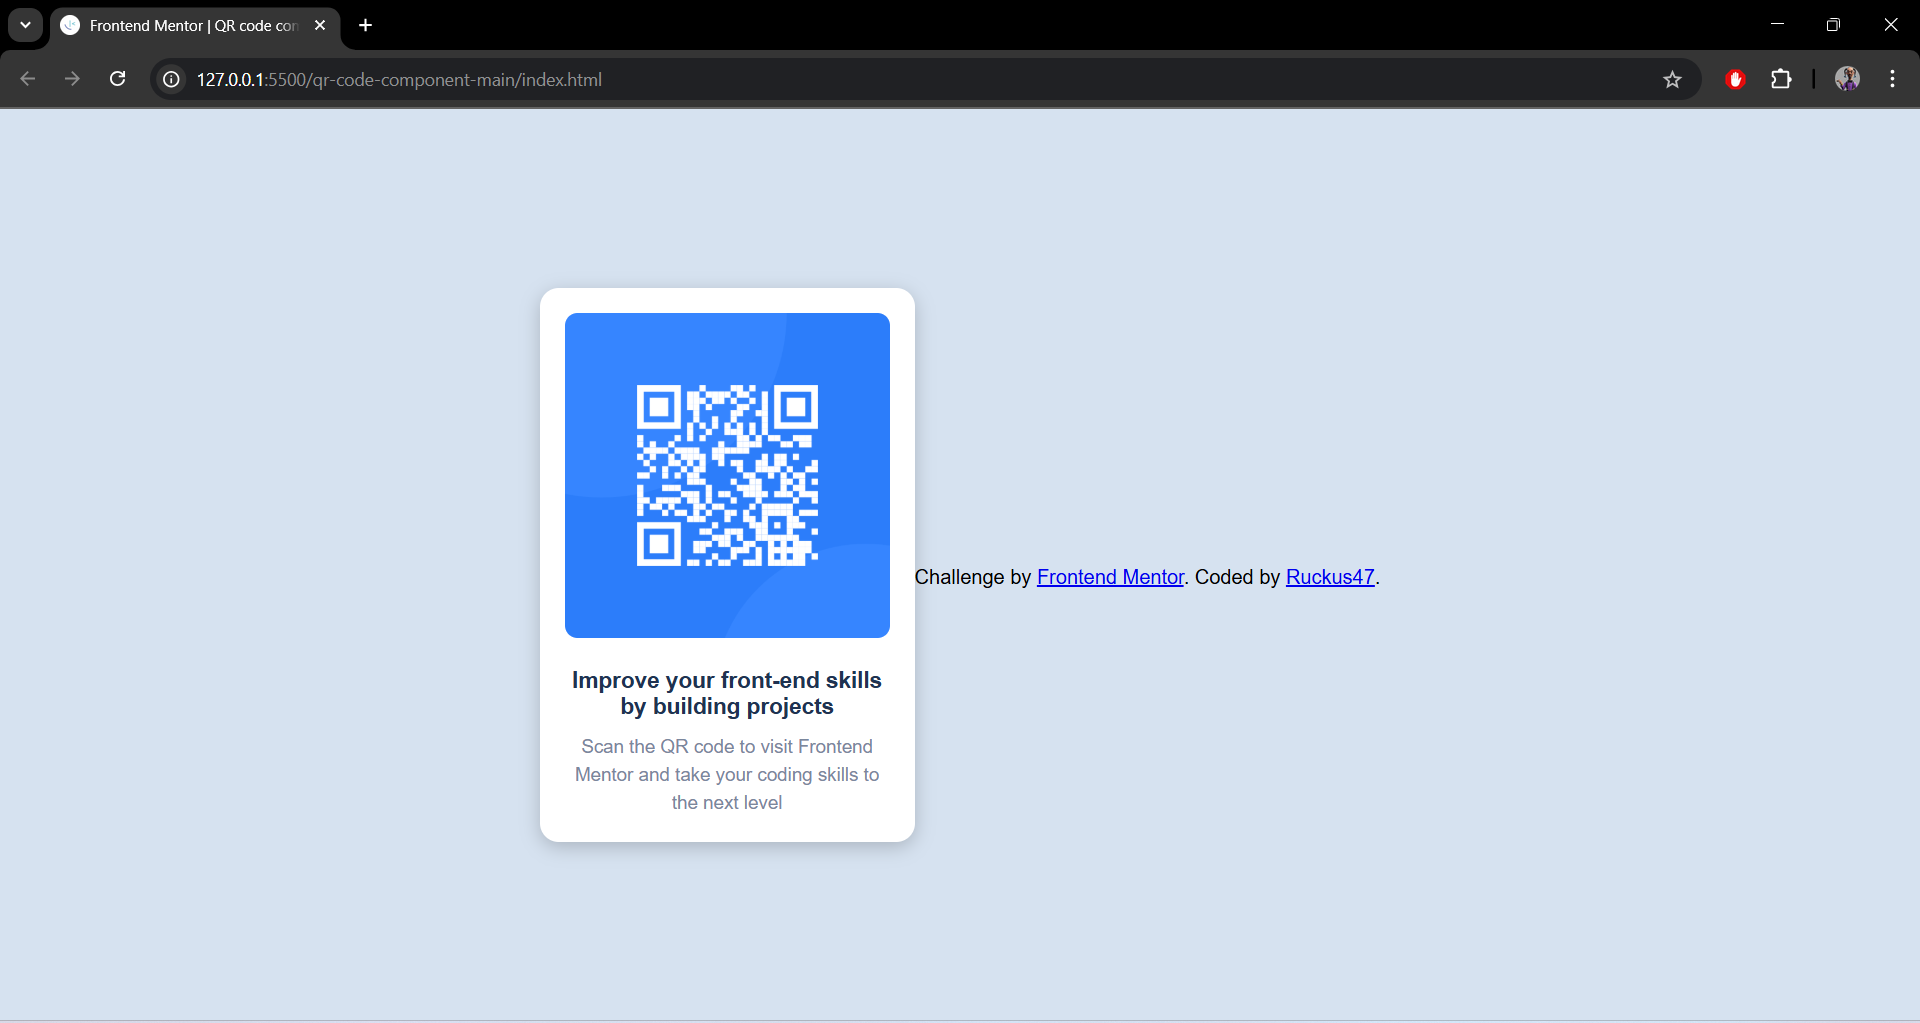 Frontend Mentor | QR code con
127.0.0.1:5500/qr-code-component-main/index.html
Challenge by Frontend Mentor. Coded by Ruckus47.
Improve your front-end skills
by building projects
Scan the QR code to visit Frontend
Mentor and take your coding skills to
the next level